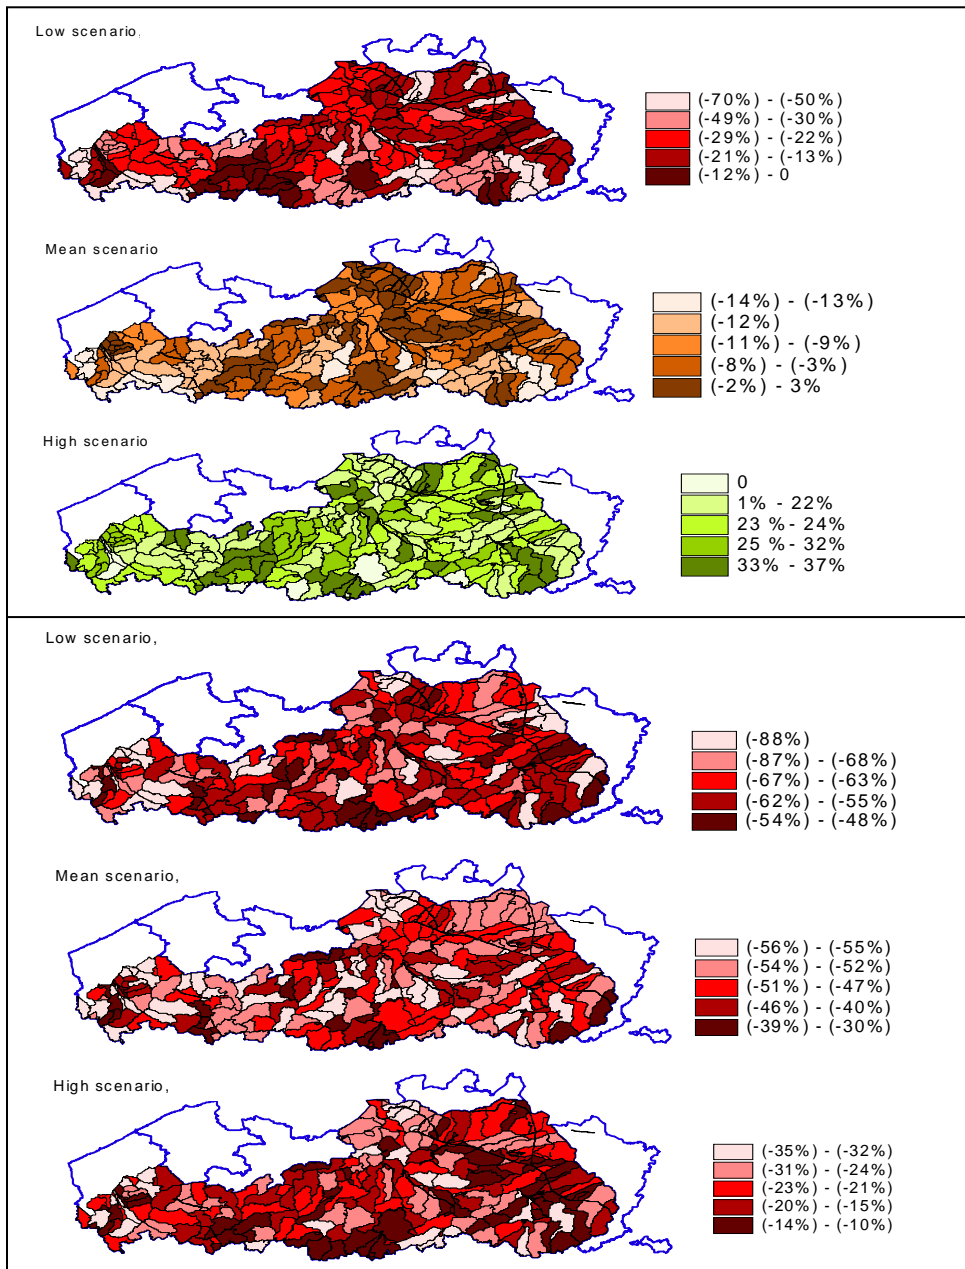 Low scenario,
(-70%) - (-50%)
(-49%) - (-30%)
(-29%) - (-22%)
(-21%) - (-13%)
(-12%) - 0
Mean scenario
(-14%) - (-13%)
(-12%)
(-11%) - (-9%)
(-8%) - (-3%)
(-2%) - 3%
High scenario
0
1% - 22%
23 % - 24%
25 % - 32%
33% - 37%
Low scenario,
(-88%)
(-87%) - (-68%)
(-67%) - (-63%)
(-62%) - (-55%)
(-54%) - (-48%)
Mean scenario,
(-56%) - (-55%)
(-54%) - (-52%)
(-51%) - (-47%)
(-46%) - (-40%)
(-39%) - (-30%)
High scenario,
(-35%) - (-32%)
(-31%) - (-24%)
(-23%) - (-21%)
(-20%) - (-15%)
(-14%) - (-10%)